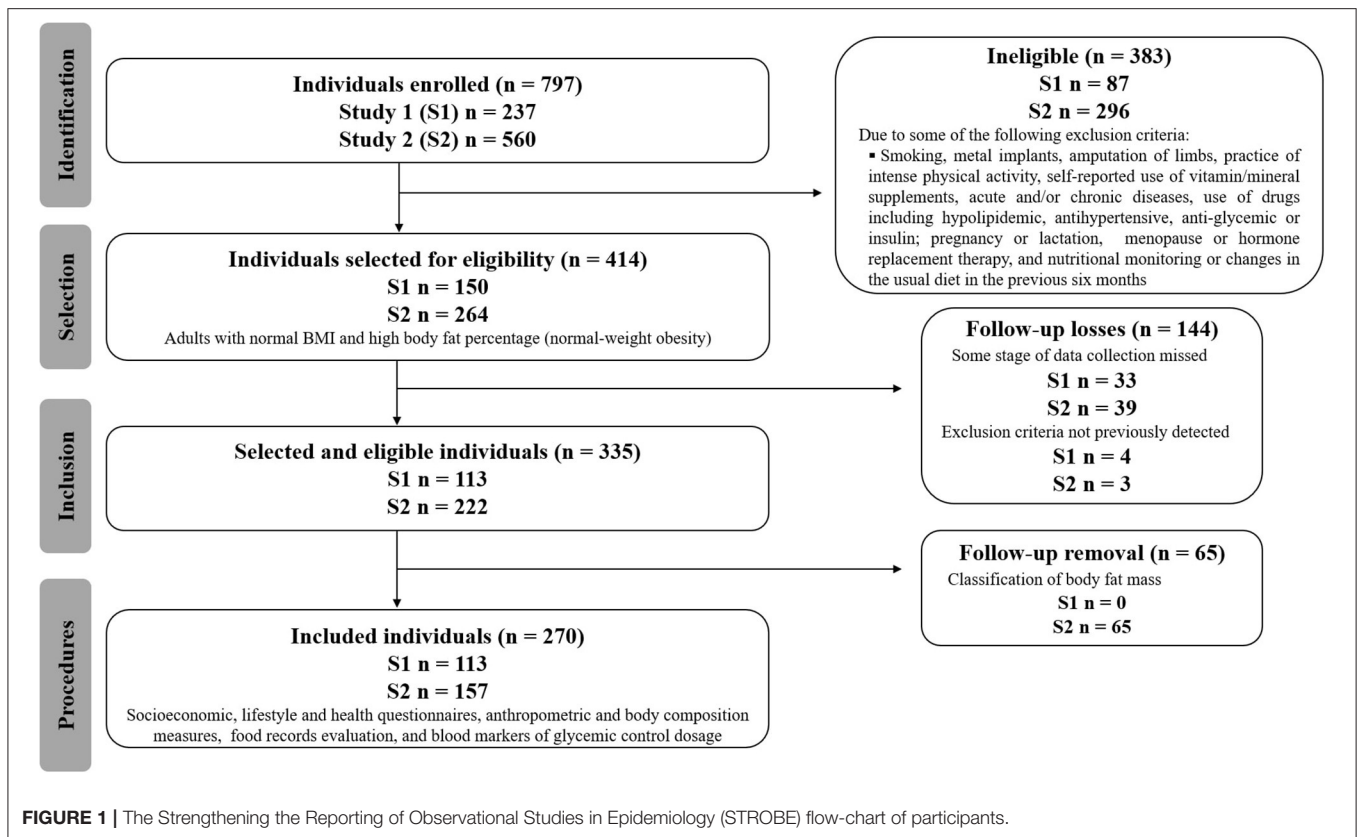 Identification
Individuals enrolled (n = 797)
Study 1 (S1) n = 237
Study 2 (S2) n = 560
Ineligible (n = 383)
S1 n = 87
S2 n = 296
Due to some of the following exclusion criteria:
▪ Smoking, metal implants, amputation of limbs, practice of
intense physical activity, self-reported use of vitamin/mineral
supplements, acute and/or chronic diseases, use of drugs
including hypolipidemic, antihypertensive, anti-glycemic or
insulin; pregnancy or lactation, menopause or hormone
replacement therapy, and nutritional monitoring or changes in
the usual diet in the previous six months
Selection
Individuals selected for eligibility (n = 414)
S1 n = 150
S2 n = 264
Adults with normal BMI and high body fat percentage (normal-weight obesity)
Follow-up losses (n = 144)
Some stage of data collection missed
S1 n = 33
S2 n = 39
Exclusion criteria not previously detected
S1 n = 4
S2 n = 3
Inclusion
Selected and eligible individuals (n = 335)
S1 n = 113
S2 n = 222
Follow-up removal (n = 65)
Classification of body fat mass
S1 n = 0
S2 n = 65
Procedures
Included individuals (n = 270)
S1 n = 113
S2 n = 157
Socioeconomic, lifestyle and health questionnaires, anthropometric and body composition
measures, food records evaluation, and blood markers of glycemic control dosage
FIGURE 1 | The Strengthening the Reporting of Observational Studies in Epidemiology (STROBE) flow-chart of participants.